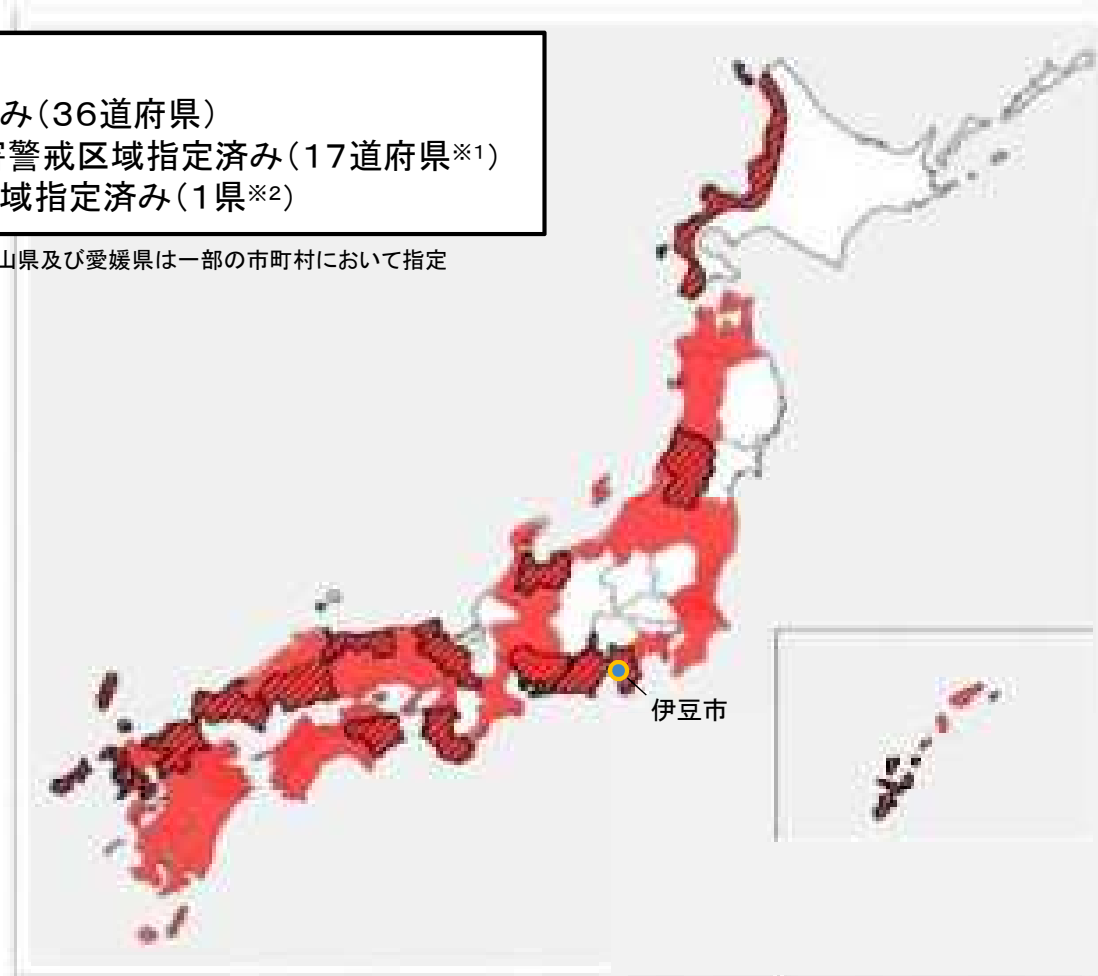 み（36道府県）
警戒区域指定済み（17道府県※1）
域指定済み（1県※2）
山県及び愛媛県は一部の市町村において指定
伊豆市